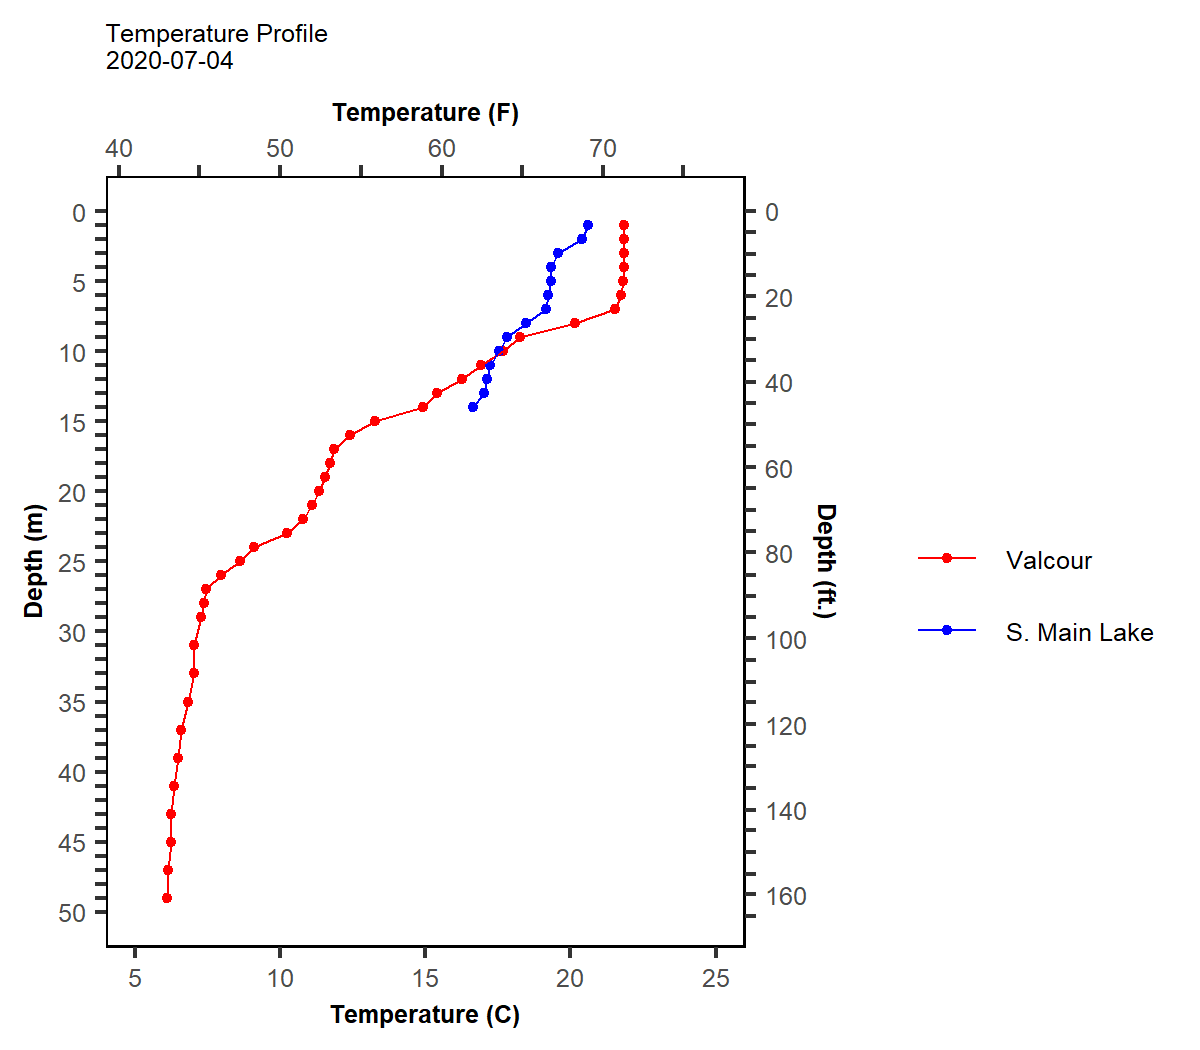 Temperature Profile
2020-07-04
Temperature (F)
40 50 60 70
0 0
5
10
15
20
25
30
35
40
45
50
20
40
60
80
100
120
140
160
Depth (m)
Depth (ft.)
Valcour
S. Main Lake
5 10 15 20 25
Temperature (C)